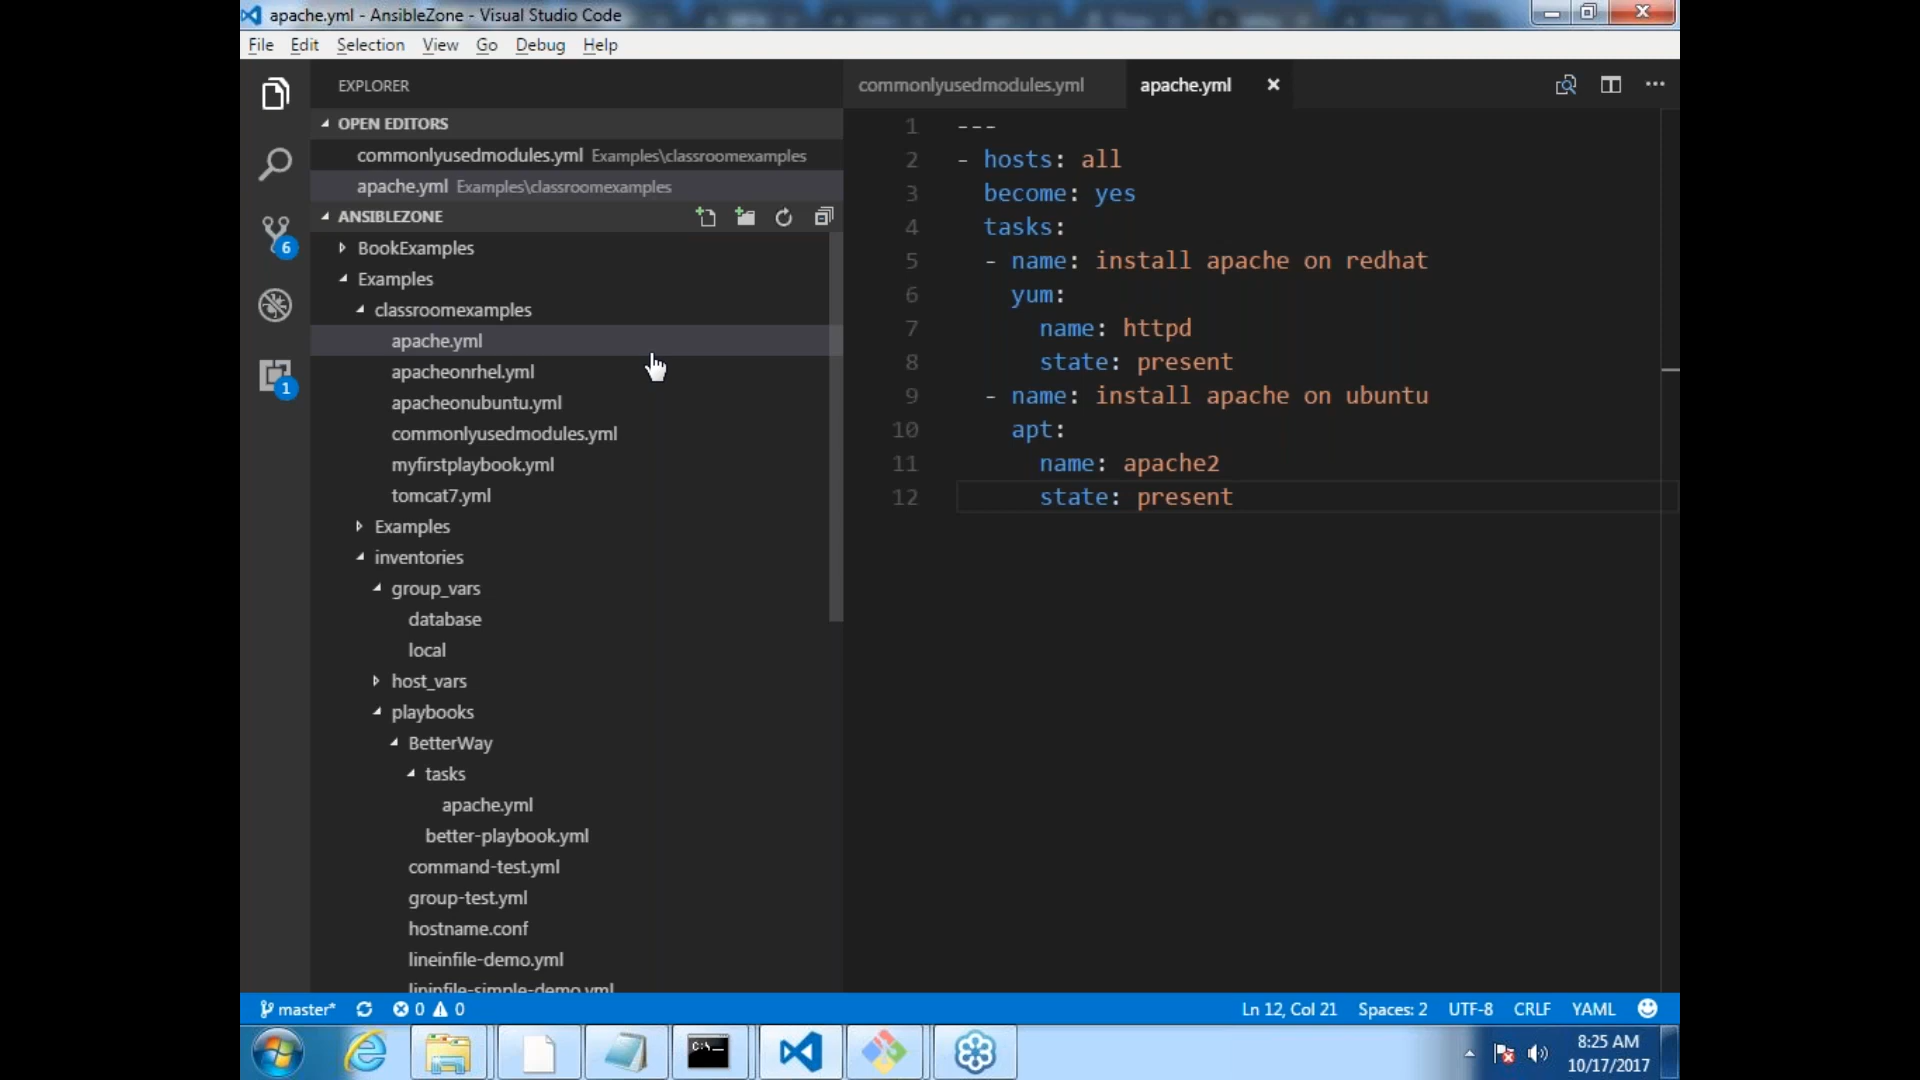 apache.yml - AnsibleZone - Visual Studio Code
File Edit Selection View Go Debug Help
EXPLORER
OPEN EDITORS
commonlyusedmodules.yml Examples\classroomexamples
apache.yml Examples\classroomexamples
ANSIBLEZONE
BookExamples
Examples
classroomexamples
apache.yml
apacheonrhel.yml
apacheonubuntu.yml
commonlyusedmodules.yml
myfirstplaybook.yml
tomcat7.yml
Examples
inventories
group_vars
database
local
host_vars
playbooks
BetterWay
tasks
apache.yml
better-playbook.yml
command-test.yml
group-test.yml
hostname.conf
lineinfile-demo.yml
lininfile-simple-demo.yml
6
1
commonlyusedmodules.yml apache.yml
1 ---
2 - hosts: all
3 become: yes
4 tasks:
5 - name: install apache on redhat
6 yum:
7 name: httpd
8 state: present
9 - name: install apache on ubuntu
10 apt:
11 name: apache2
12 state: present
master* 0 0 Ln 12, Col 21 Spaces: 2 UTF-8 CRLF YAML
C:\
8:25 AM
10/17/2017